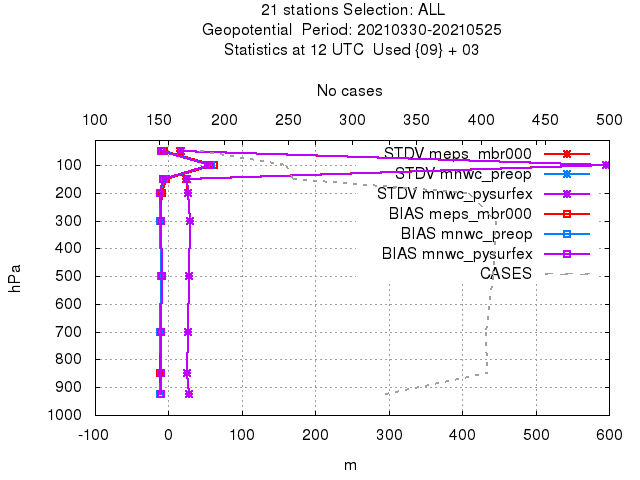 21 stations Selection: ALL
Geopotential  Period: 20210330-20210525
Statistics at 12 UTC  Used {09} + 03
No cases
100 150 200 250 300 350 400 450 500
STDV meps_mbr000
100
STDV mnwc_preop
STDV mnwc_pysurfex
200
BIAS meps_mbr000
300
BIAS mnwc_preop
400
BIAS mnwc_pysurfex
CASES
500
hPa
600
700
800
900
1000
-100 0 100 200 300 400 500 600
m